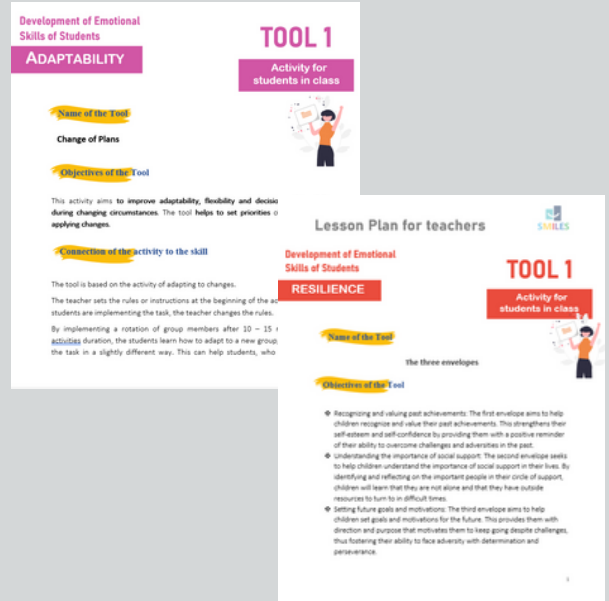 Development of Emotional
Skills of Students
ADAPTABILITY
TOOL 1
Activity for
students in class
Name of the Tool
Change of Plans
Objectives of the Tool
This activity aims to improve adaptability, flexibility and
during changing circumstances. The tool helps to set priorities
applying changes.
Connection of the activity to the skill
The tool is based on the activity of adapting to changes.
The teacher sets the rules or instructions at the beginning of the
students are implementing the task, the teacher changes the rules.
By implementing a rotation of group members after 10 – 15
activities duration, the students learn how to adapt to a new group,
the task in a slightly different way. This can help students, who
Lesson Plan for teachers
SMILES
Development of Emotional
Skills of Students
RESILIENCE
TOOL 1
Activity for
students in class
Name of the Tool
The three envelopes
Objectives of the Tool
❖ Recognizing and valuing past achievements: The first envelope aims to help
children recognize and value their past achievements. This strengthens their
self-esteem and self-confidence by providing them with a positive reminder
of their ability to overcome challenges and adversities in the past.
❖ Understanding the importance of social support: The second envelope seeks
to help children understand the importance of social support in their lives. By
identifying and reflecting on the important people in their circle of support,
children will learn that they are not alone and that they have outside
resources to turn to in difficult times.
❖ Setting future goals and motivations: The third envelope aims to help
children set goals and motivations for the future. This provides them with
direction and purpose that motivates them to keep going despite challenges,
thus fostering their ability to face adversity with determination and
perseverance.